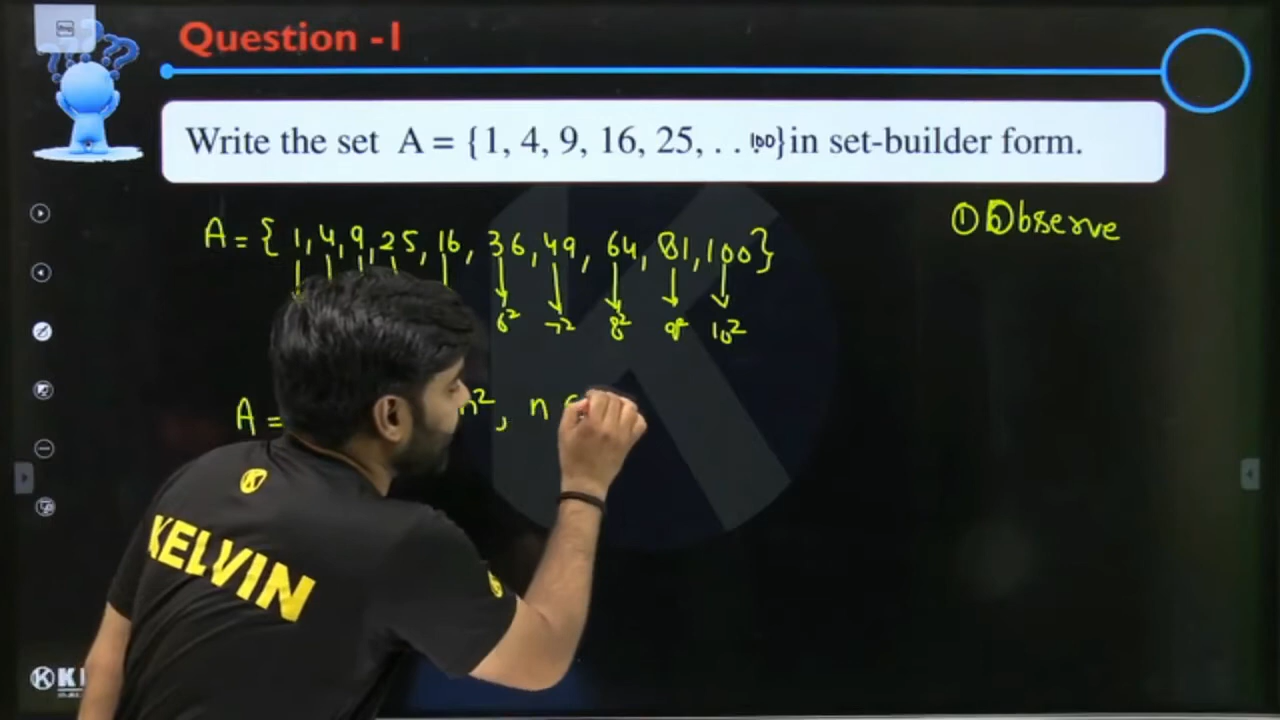 Question -1
Write the set A = {1, 4, 9, 16, 25, . . 100} in set-builder form.
① Observe
A = { 1, 4, 9, 25, 16, 36, 49, 64, 81, 100 }
6² 7² 8² 9² 10²
A = n², n
KELVIN